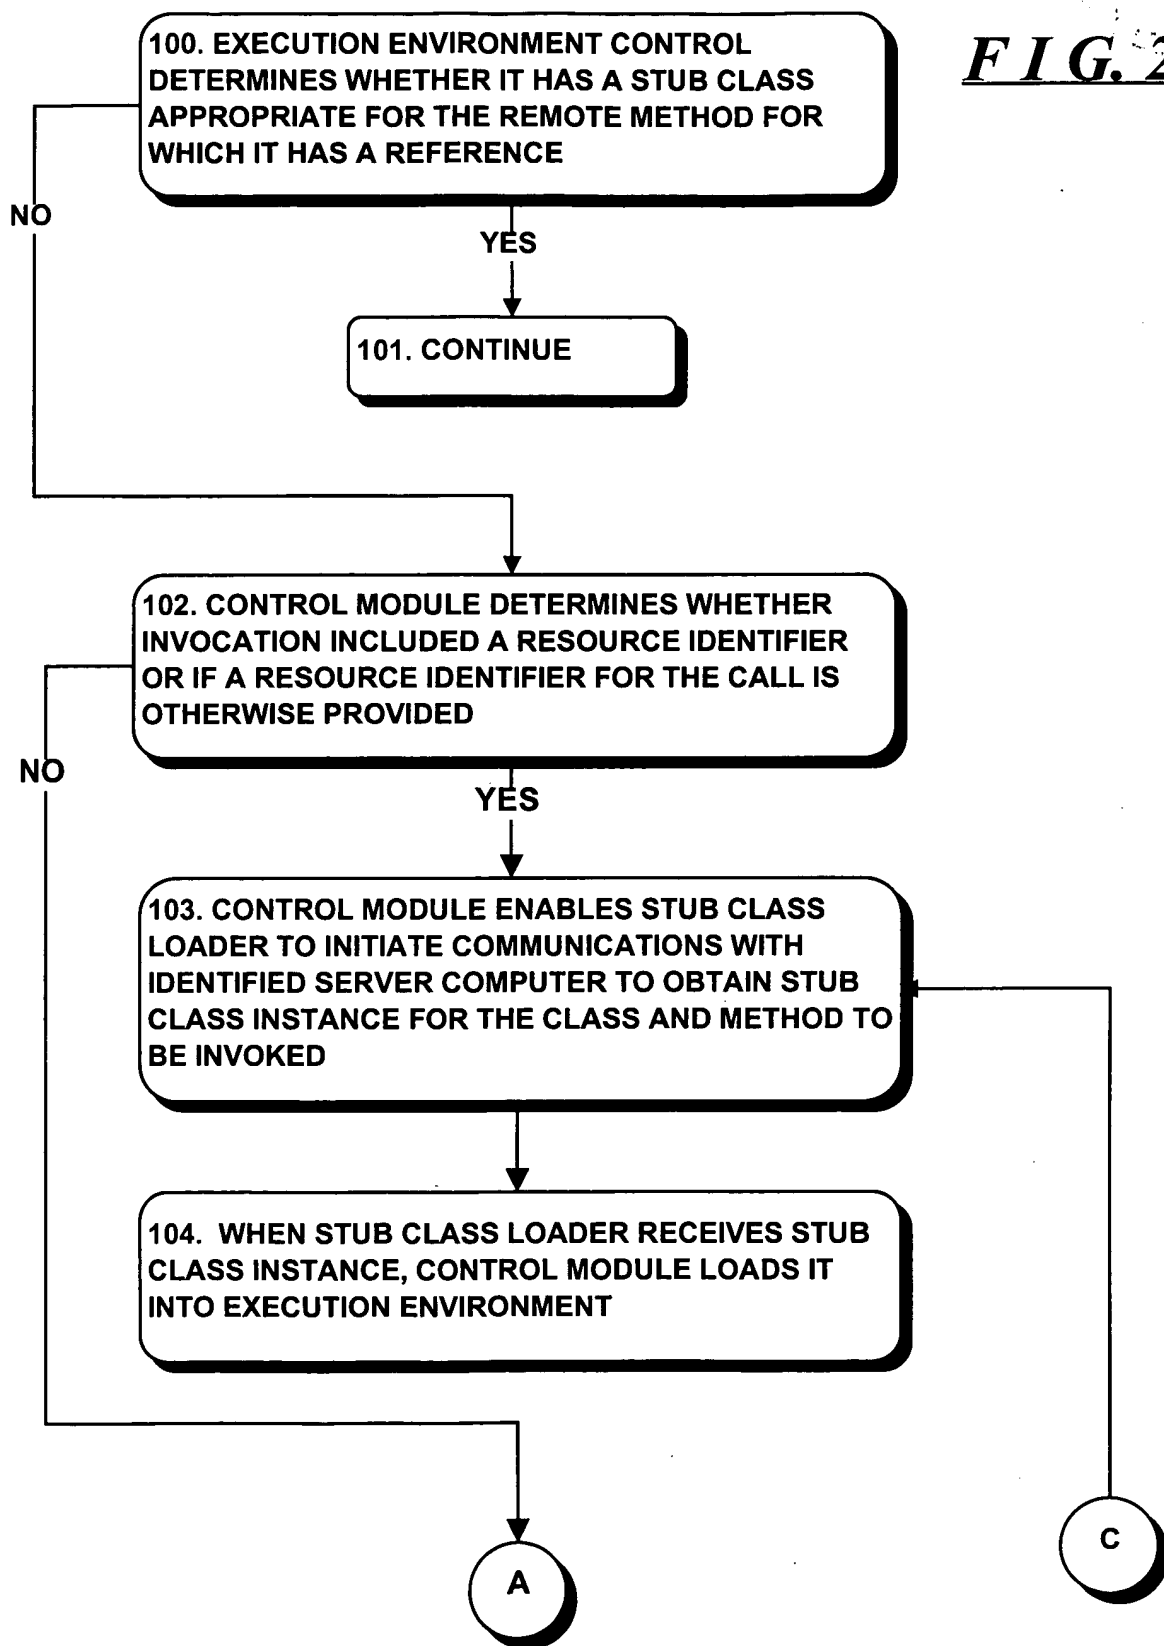 F I G. 2
100. EXECUTION ENVIRONMENT CONTROL
DETERMINES WHETHER IT HAS A STUB CLASS
APPROPRIATE FOR THE REMOTE METHOD FOR
WHICH IT HAS A REFERENCE
NO
YES
101. CONTINUE
102. CONTROL MODULE DETERMINES WHETHER
INVOCATION INCLUDED A RESOURCE IDENTIFIER
OR IF A RESOURCE IDENTIFIER FOR THE CALL IS
OTHERWISE PROVIDED
NO
YES
103. CONTROL MODULE ENABLES STUB CLASS
LOADER TO INITIATE COMMUNICATIONS WITH
IDENTIFIED SERVER COMPUTER TO OBTAIN STUB
CLASS INSTANCE FOR THE CLASS AND METHOD TO
BE INVOKED
104. WHEN STUB CLASS LOADER RECEIVES STUB
CLASS INSTANCE, CONTROL MODULE LOADS IT
INTO EXECUTION ENVIRONMENT
C
A